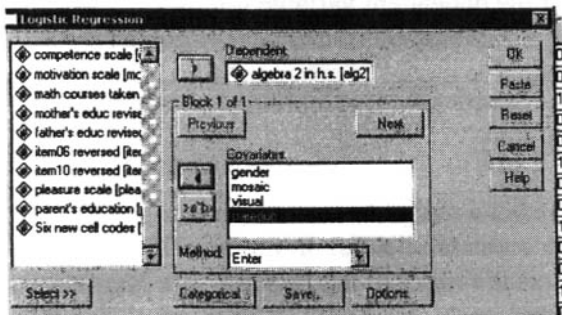 Logistic Regression
competence scale [
motivation scale [mc
math courses taken
mother's educ revise
father's educ revised
item06 reversed [ite
item10 reversed [ite
pleasure scale [plea
parent's education [
Six new cell codes [
Select >>
Dependent:
algebra 2 in h.s. [alg2]
Block 1 of 1
Previous
Next
Covariates:
gender
mosaic
visual
>a*b>
Method:
Enter
Categorical...
Save...
Options...
OK
Paste
Reset
Cancel
Help